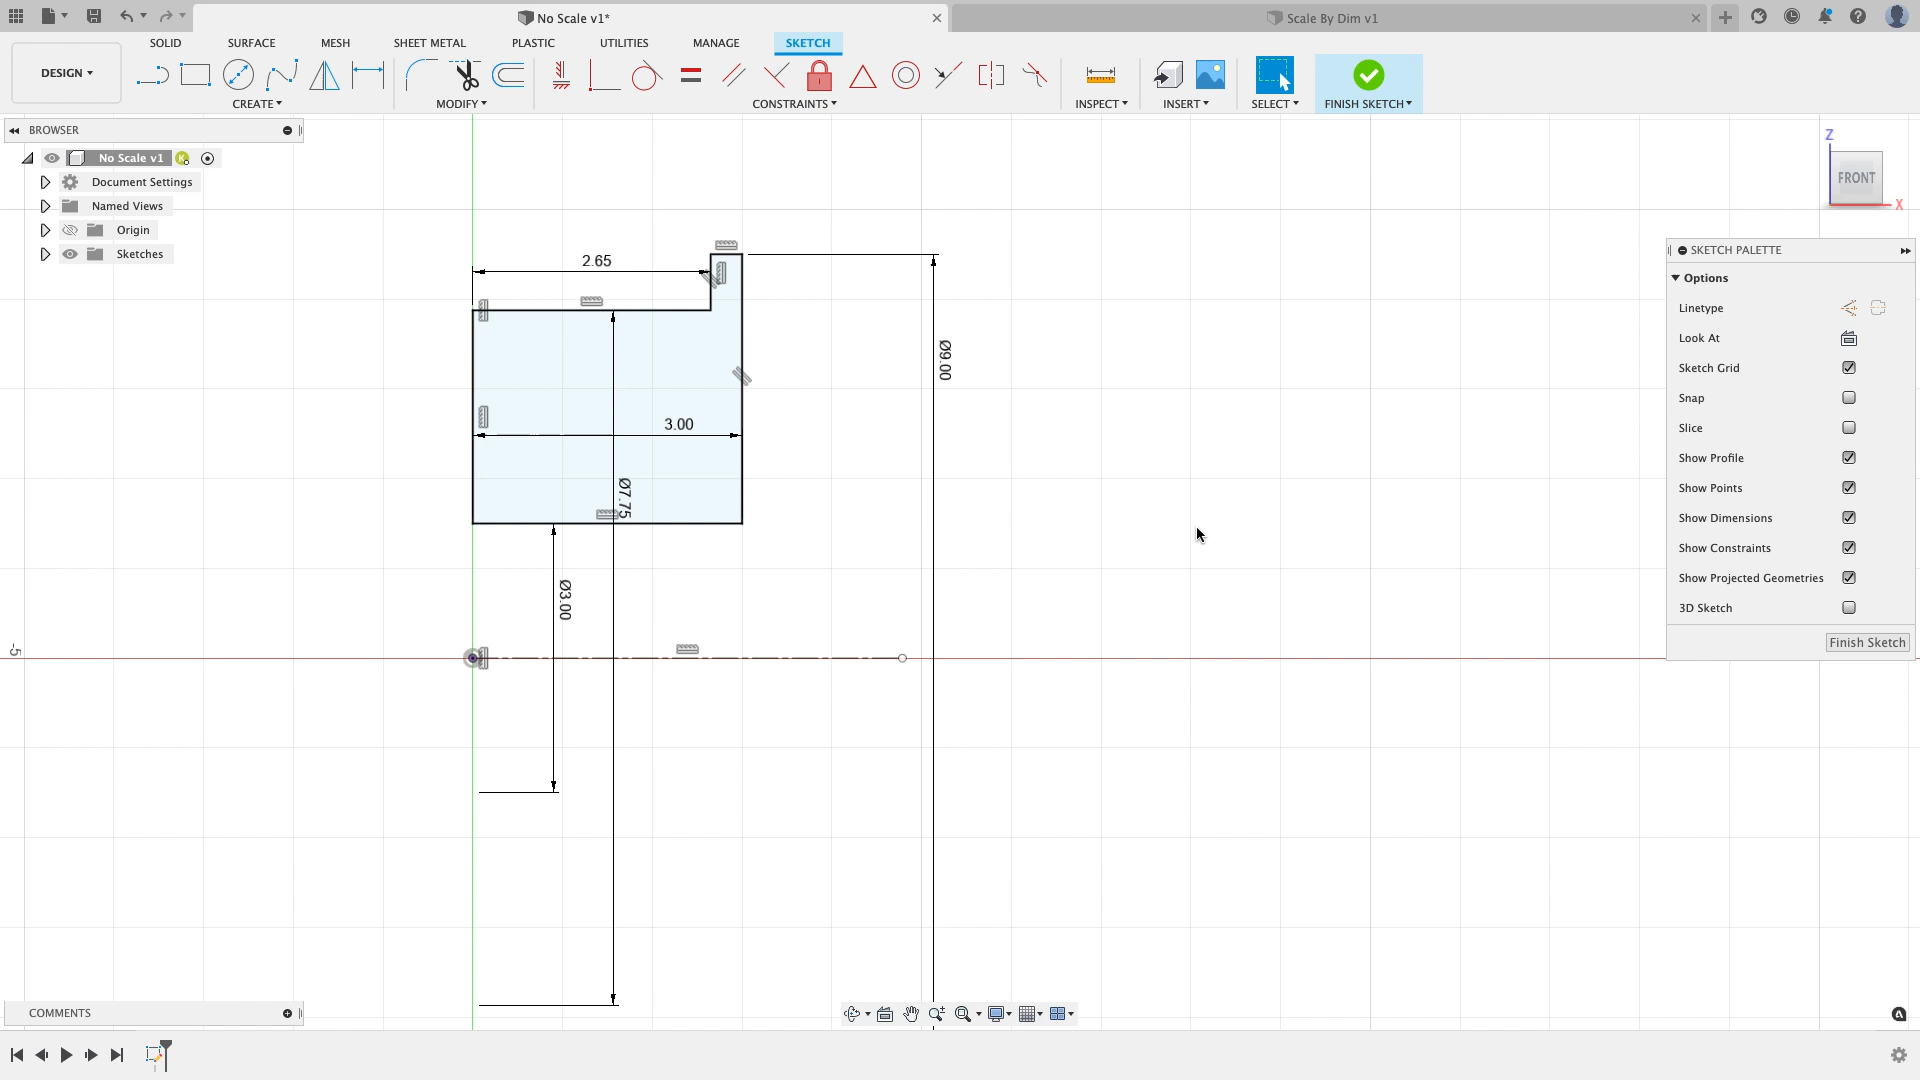 No Scale v1*
Scale By Dim v1
DESIGN
SOLID
SURFACE
MESH
SHEET METAL
PLASTIC
UTILITIES
MANAGE
SKETCH
CREATE
MODIFY
CONSTRAINTS
INSPECT
INSERT
SELECT
FINISH SKETCH
BROWSER
No Scale v1
Document Settings
Named Views
Origin
Sketches
Z
FRONT
X
2.65
3.00
Ø7.75
Ø9.00
Ø3.00
-5
SKETCH PALETTE
Options
Linetype
Look At
Sketch Grid
Snap
Slice
Show Profile
Show Points
Show Dimensions
Show Constraints
Show Projected Geometries
3D Sketch
Finish Sketch
COMMENTS